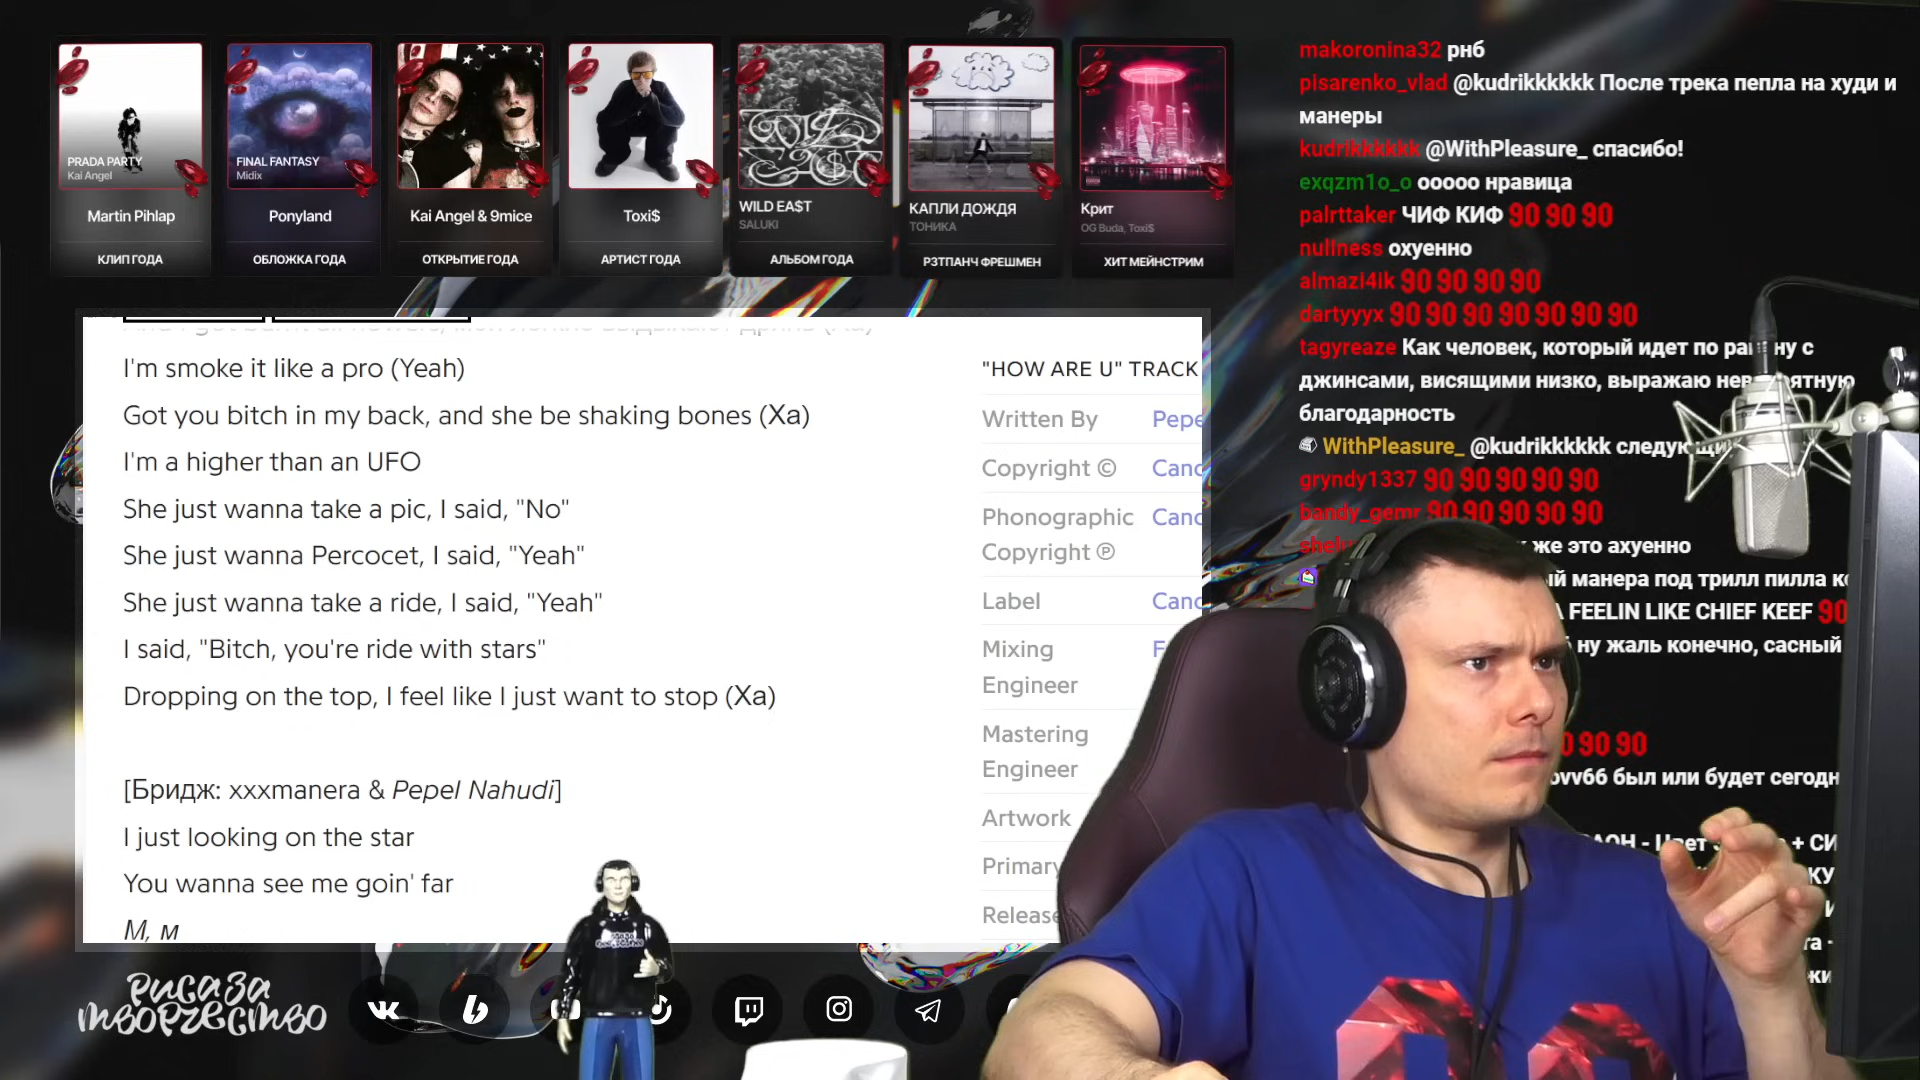 PRADA PARTY
Kai Angel
Martin Pihlap
КЛИП ГОДА
FINAL FANTASY
Midix
Ponyland
ОБЛОЖКА ГОДА
Kai Angel & 9mice
ОТКРЫТИЕ ГОДА
Toxi$
АРТИСТ ГОДА
WILD EA$T
SALUKI
АЛЬБОМ ГОДА
КАПЛИ ДОЖДЯ
ТОНИКА
РЗТПАНЧ ФРЕШМЕН
Крит
OG Buda, Toxi$
ХИТ МЕЙНСТРИМ
I'm smoke it like a pro (Yeah)
Got you bitch in my back, and she be shaking bones (Ха)
I'm a higher than an UFO
She just wanna take a pic, I said, "No"
She just wanna Percocet, I said, "Yeah"
She just wanna take a ride, I said, "Yeah"
I said, "Bitch, you're ride with stars"
Dropping on the top, I feel like I just want to stop (Ха)
[Бридж: xxxmanera & Pepel Nahudi]
I just looking on the star
You wanna see me goin' far
М, м
"HOW ARE U" TRACK
Written By
Copyright ©
Phonographic
Copyright ℗
Label
Mixing
Engineer
Mastering
Engineer
Artwork
Primary
Release
makoronina32 рнб
pisarenko_vlad @kudrikkkkkk После трека пепла на худи и
манеры
kudrikkkkkk @WithPleasure_ спасибо!
exqzm1o_o ооооо нравица
palrttaker ЧИФ КИФ 90 90 90
nullness охуенно
almazi4ik 90 90 90 90
dartyyyx 90 90 90 90 90 90 90
tagyreaze Как человек, который идет по ну с
джинсами, висящими низко, выражаю
благодарность
WithPleasure_ @kudrikkkkkk
gryndy1337 90 90 90 90 90
bandy_gemr 90 90 90 90 90
же это ахуенно
манера под трилл пилла
FEELIN LIKE CHIEF KEEF 90
ну жаль конечно, сасный
90 90
был или будет
РИСАЗА
ТВОРЧЕСТВО